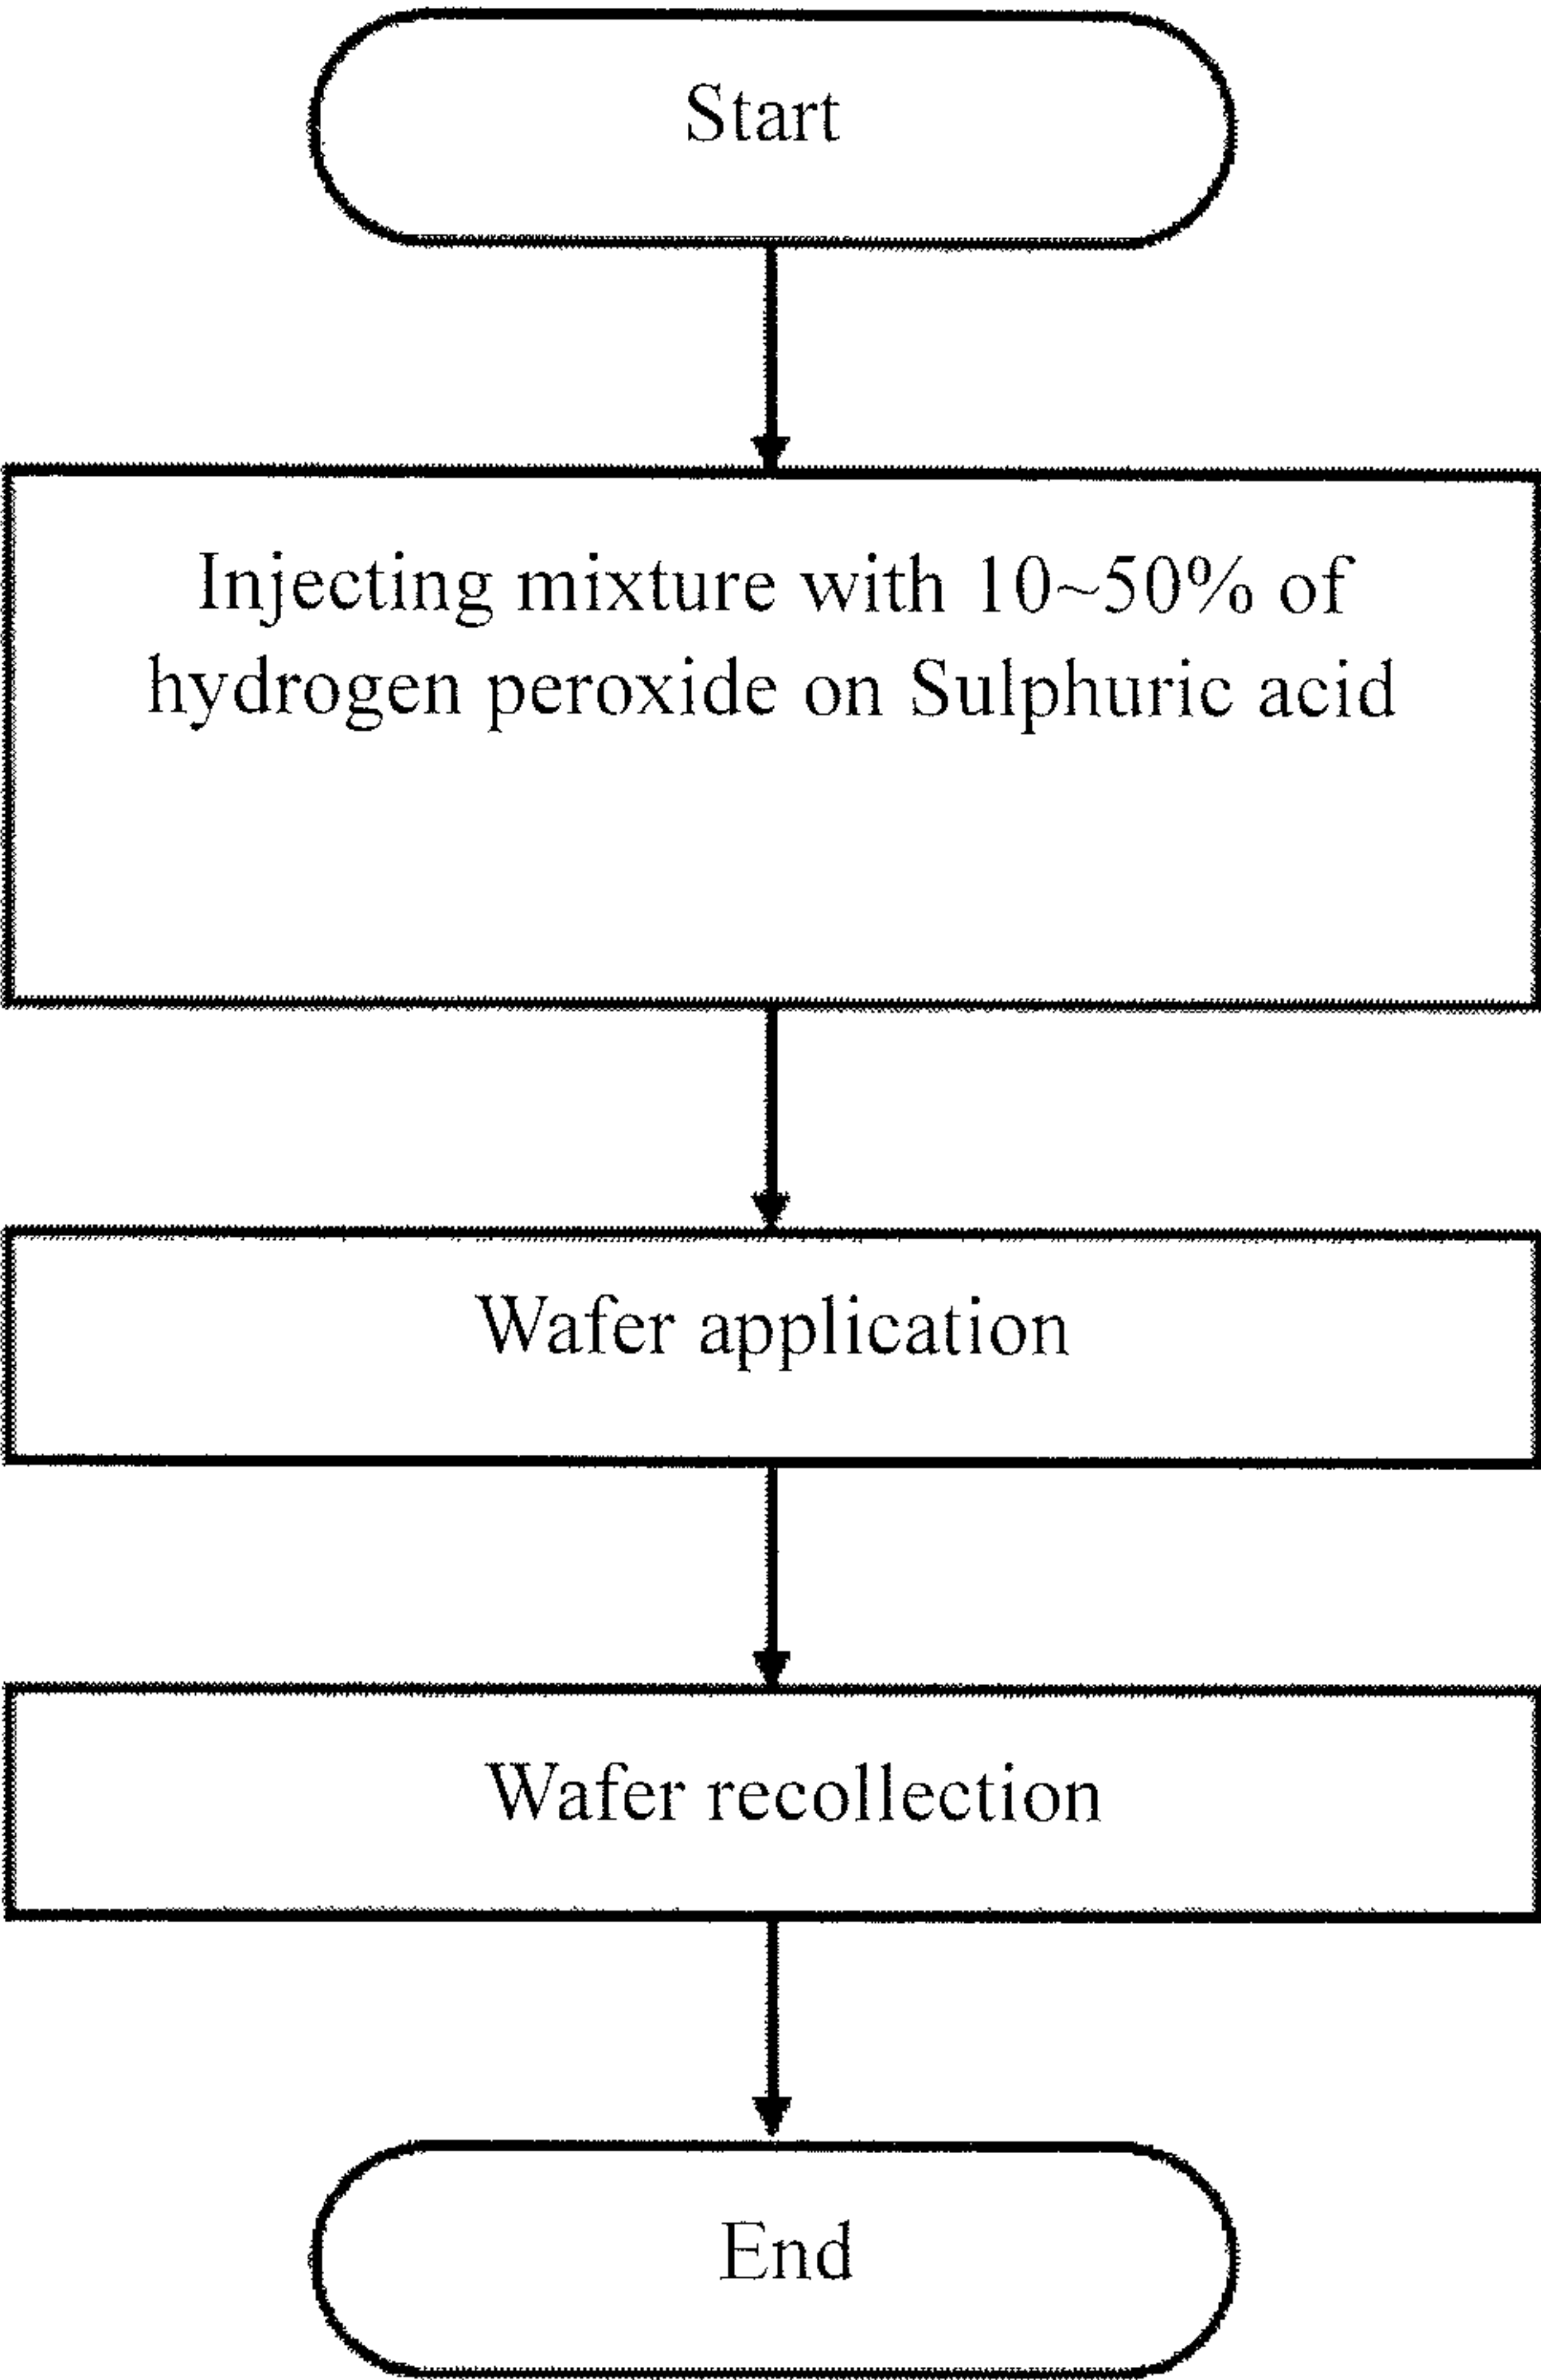 Start
Injecting mixture with 10~50% of
hydrogen peroxide on Sulphuric acid
Wafer application
Wafer recollection
End